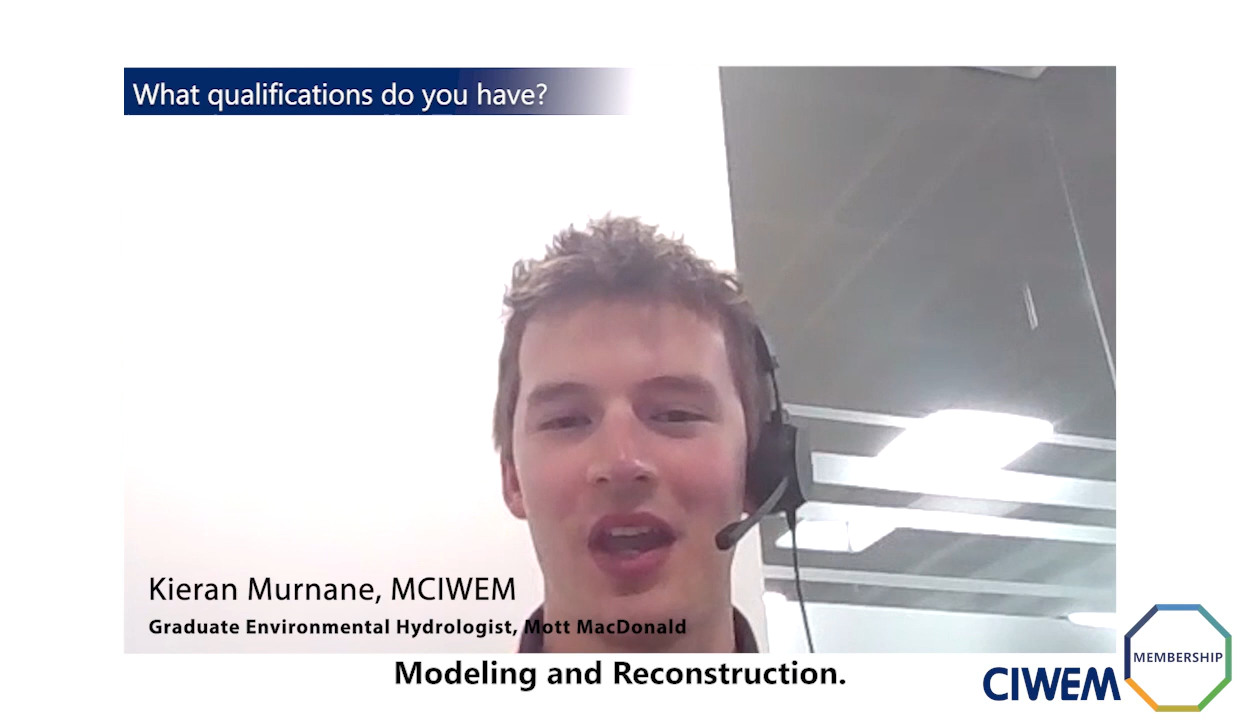 What qualifications do you have?
Kieran Murnane, MCIWEM
Graduate Environmental Hydrologist, Mott MacDonald
Modeling and Reconstruction.
CIWEM
MEMBERSHIP